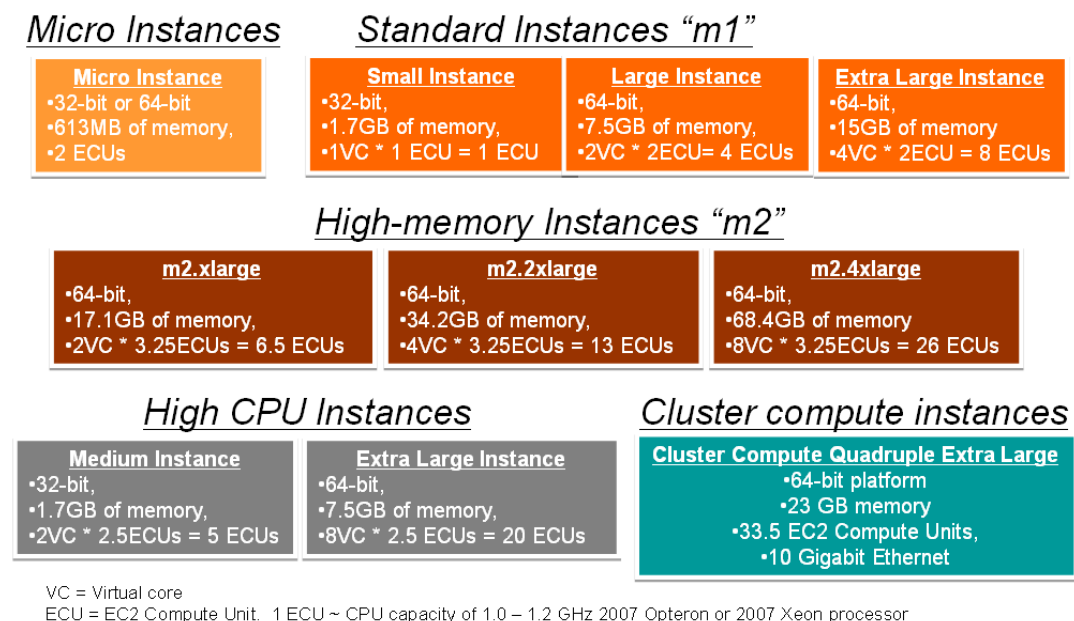 Micro Instances
Standard Instances “m1”
Micro Instance
•32-bit or 64-bit
•613MB of memory,
•2 ECUs
Small Instance
•32-bit,
•1.7GB of memory,
•1VC * 1 ECU = 1 ECU
Large Instance
•64-bit,
•7.5GB of memory,
•2VC * 2ECU= 4 ECUs
Extra Large Instance
•64-bit,
•15GB of memory
•4VC * 2ECU = 8 ECUs
High-memory Instances “m2”
m2.xlarge
•64-bit,
•17.1GB of memory,
•2VC * 3.25ECUs = 6.5 ECUs
m2.2xlarge
•64-bit,
•34.2GB of memory,
•4VC * 3.25ECUs = 13 ECUs
m2.4xlarge
•64-bit,
•68.4GB of memory
•8VC * 3.25ECUs = 26 ECUs
High CPU Instances
Cluster compute instances
Medium Instance
•32-bit,
•1.7GB of memory,
•2VC * 2.5ECUs = 5 ECUs
Extra Large Instance
•64-bit,
•7.5GB of memory,
•8VC * 2.5 ECUs = 20 ECUs
Cluster Compute Quadruple Extra Large
•64-bit platform
•23 GB memory
•33.5 EC2 Compute Units,
•10 Gigabit Ethernet
VC = Virtual core
ECU = EC2 Compute Unit. 1 ECU ~ CPU capacity of 1.0 – 1.2 GHz 2007 Opteron or 2007 Xeon processor